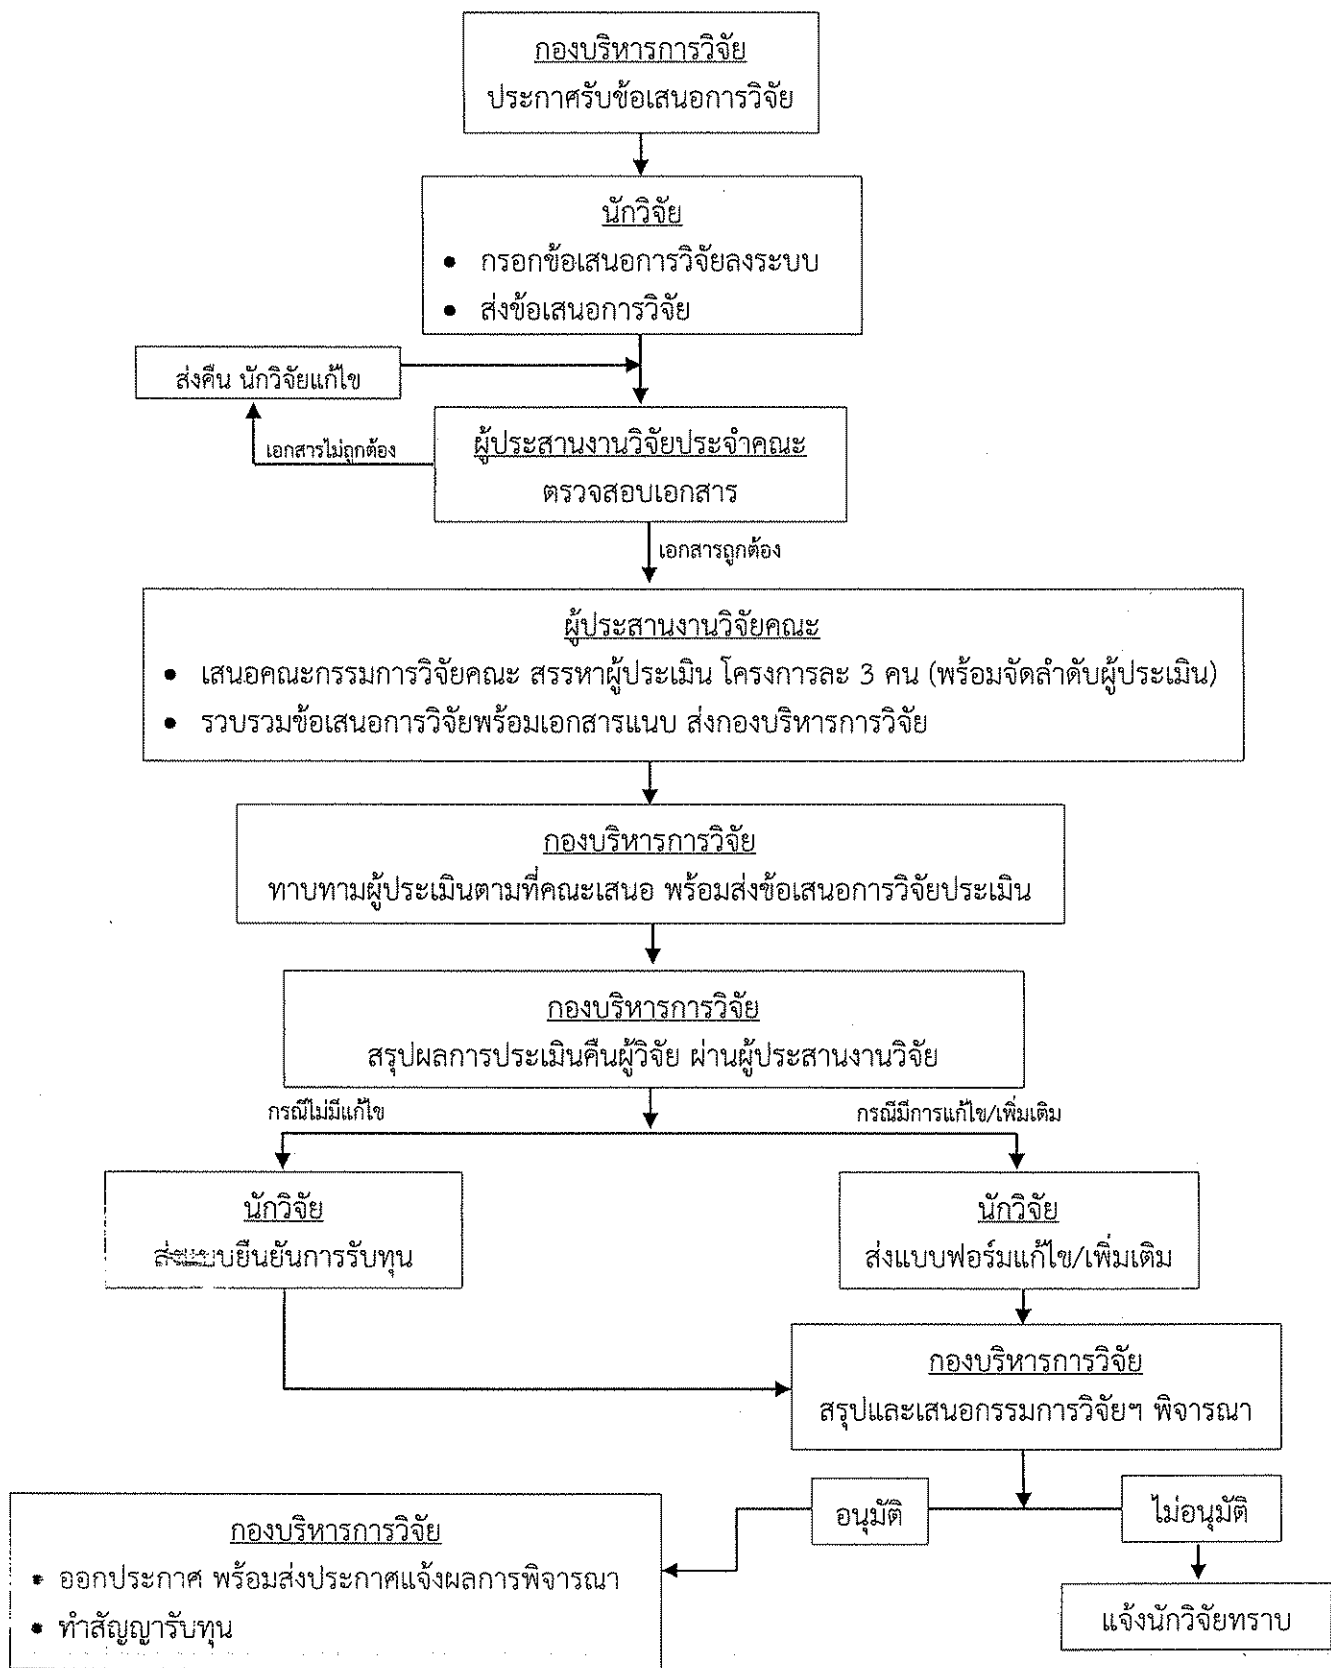 กองบริหารการวิจัย
ประกาศรับข้อเสนอการวิจัย
นักวิจัย
• กรอกข้อเสนอการวิจัยลงระบบ
• ส่งข้อเสนอการวิจัย
ส่งคืน นักวิจัยแก้ไข
เอกสารไม่ถูกต้อง
ผู้ประสานงานวิจัยประจำคณะ
ตรวจสอบเอกสาร
เอกสารถูกต้อง
ผู้ประสานงานวิจัยคณะ
• เสนอคณะกรรมการวิจัยคณะ สรรหาผู้ประเมิน โครงการละ 3 คน (พร้อมจัดลำดับผู้ประเมิน)
• รวบรวมข้อเสนอการวิจัยพร้อมเอกสารแนบ ส่งกองบริหารการวิจัย
กองบริหารการวิจัย
ทาบทามผู้ประเมินตามที่คณะเสนอ พร้อมส่งข้อเสนอการวิจัยประเมิน
กองบริหารการวิจัย
สรุปผลการประเมินคืนผู้วิจัย ผ่านผู้ประสานงานวิจัย
กรณีไม่มีแก้ไข
กรณีมีการแก้ไข/เพิ่มเติม
นักวิจัย
ส่งแบบยืนยันการรับทุน
นักวิจัย
ส่งแบบฟอร์มแก้ไข/เพิ่มเติม
กองบริหารการวิจัย
สรุปและเสนอกรรมการวิจัยฯ พิจารณา
อนุมัติ
ไม่อนุมัติ
กองบริหารการวิจัย
• ออกประกาศ พร้อมส่งประกาศแจ้งผลการพิจารณา
• ทำสัญญารับทุน
แจ้งนักวิจัยทราบ